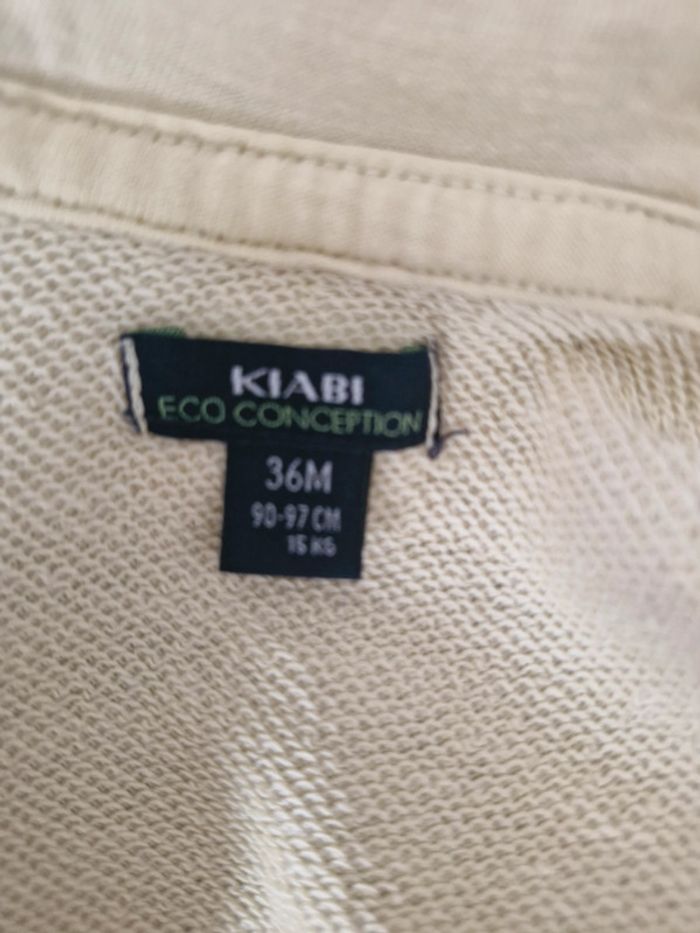 KIABI
ECO CONCEPTION
36M
90-97 CM
15 KG